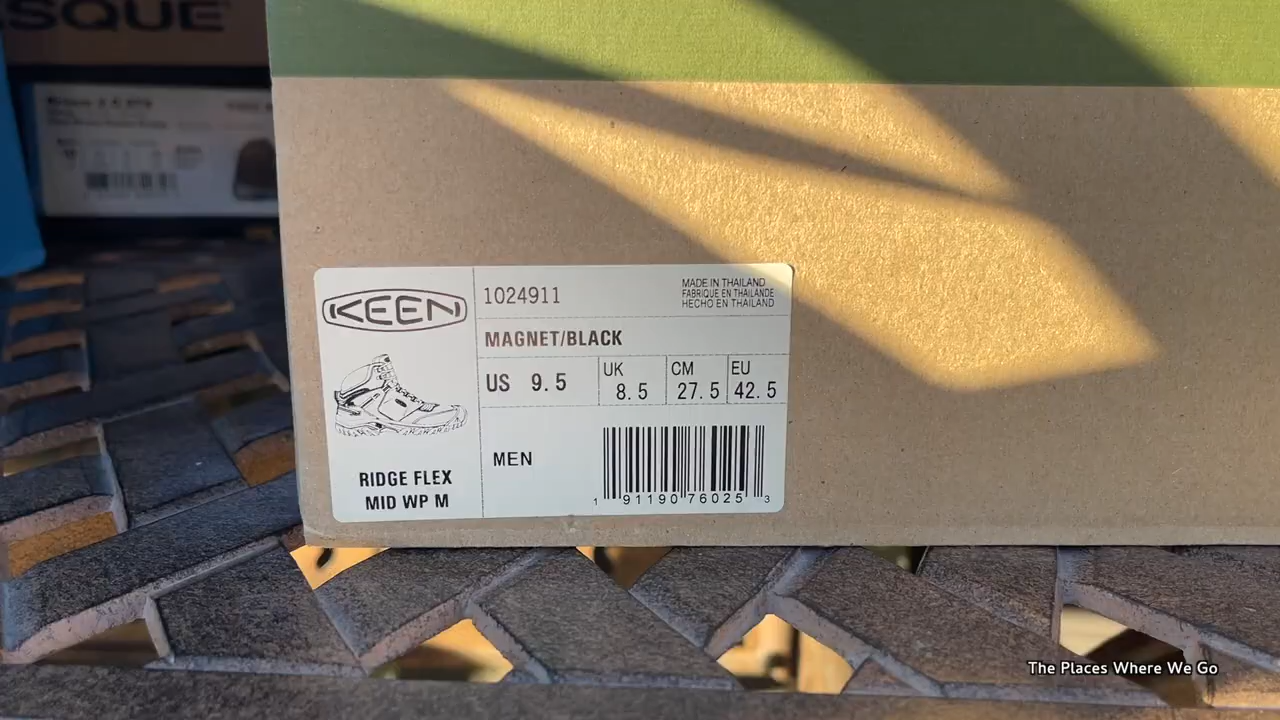 SQUE
KEEN
1024911
MADE IN THAILAND
FABRIQUE EN THAILANDE
HECHO EN THAILAND
MAGNET/BLACK
US 9.5
UK 8.5
CM 27.5
EU 42.5
RIDGE FLEX
MID WP M
MEN
1 91190 76025 3
The Places Where We Go